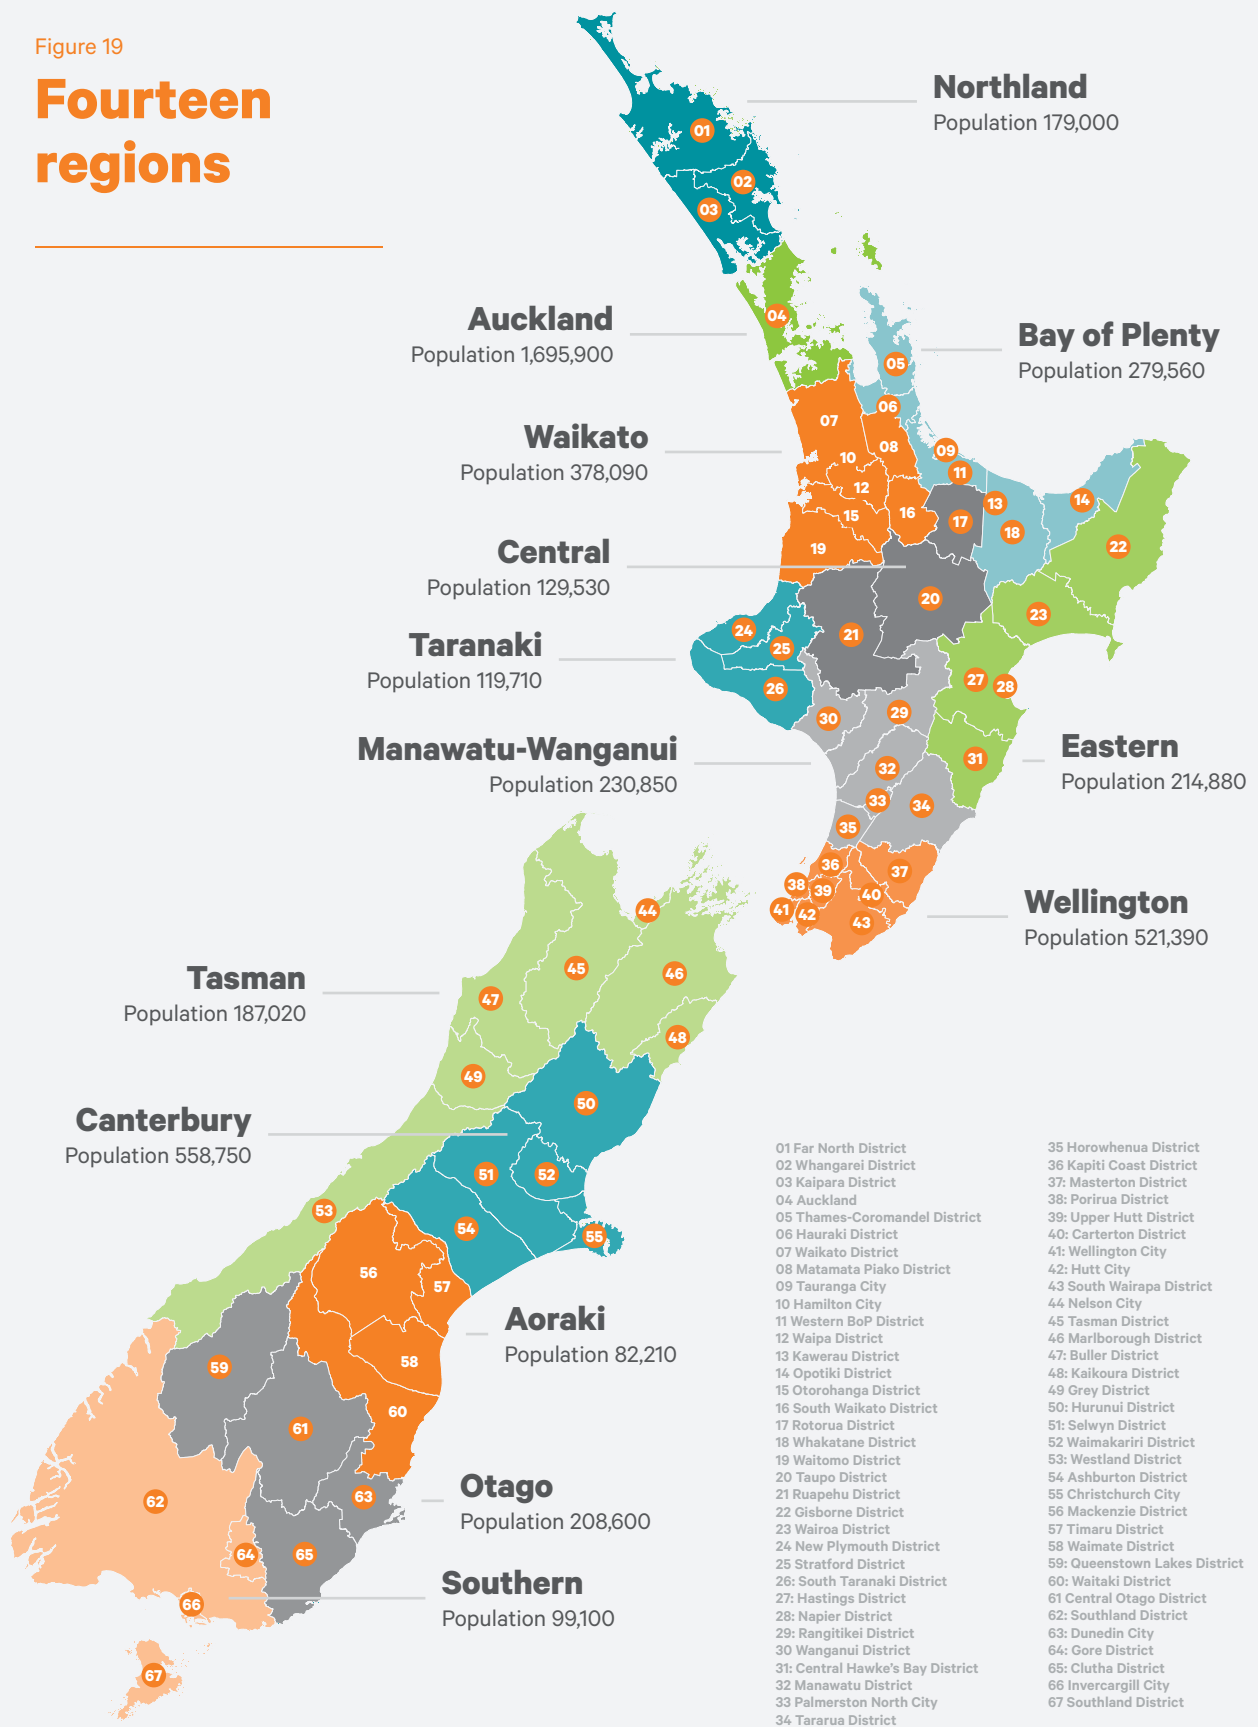 Figure 19
Fourteen
regions
Northland
Population 179,000
Auckland
Population 1,695,900
Bay of Plenty
Population 279,560
Waikato
Population 378,090
Central
Population 129,530
Taranaki
Population 119,710
Manawatu-Wanganui
Population 230,850
Eastern
Population 214,880
Wellington
Population 521,390
Tasman
Population 187,020
Canterbury
Population 558,750
Aoraki
Population 82,210
Otago
Population 208,600
Southern
Population 99,100
01
02
03
04
05
06
07
08
09
10
11
12
13
14
15
16
17
18
19
20
21
22
23
24
25
26
27
28
29
30
31
32
33
34
35
36
37
38
39
40
41
42
43
44
45
46
47
48
49
50
51
52
53
54
55
56
57
58
59
60
61
62
63
64
65
66
67
01 Far North District
02 Whangarei District
03 Kaipara District
04 Auckland
05 Thames-Coromandel District
06 Hauraki District
07 Waikato District
08 Matamata Piako District
09 Tauranga City
10 Hamilton City
11 Western BoP District
12 Waipa District
13 Kawerau District
14 Opotiki District
15 Otorohanga District
16 South Waikato District
17 Rotorua District
18 Whakatane District
19 Waitomo District
20 Taupo District
21 Ruapehu District
22 Gisborne District
23 Wairoa District
24 New Plymouth District
25 Stratford District
26: South Taranaki District
27: Hastings District
28: Napier District
29: Rangitikei District
30 Wanganui District
31: Central Hawke's Bay District
32 Manawatu District
33 Palmerston North City
34 Tararua District
35 Horowhenua District
36 Kapiti Coast District
37: Masterton District
38: Porirua District
39: Upper Hutt District
40: Carterton District
41: Wellington City
42: Hutt City
43 South Wairapa District
44 Nelson City
45 Tasman District
46 Marlborough District
47: Buller District
48: Kaikoura District
49 Grey District
50: Hurunui District
51: Selwyn District
52 Waimakariri District
53: Westland District
54 Ashburton District
55 Christchurch City
56 Mackenzie District
57 Timaru District
58 Waimate District
59: Queenstown Lakes District
60: Waitaki District
61 Central Otago District
62: Southland District
63: Dunedin City
64: Gore District
65: Clutha District
66 Invercargill City
67 Southland District